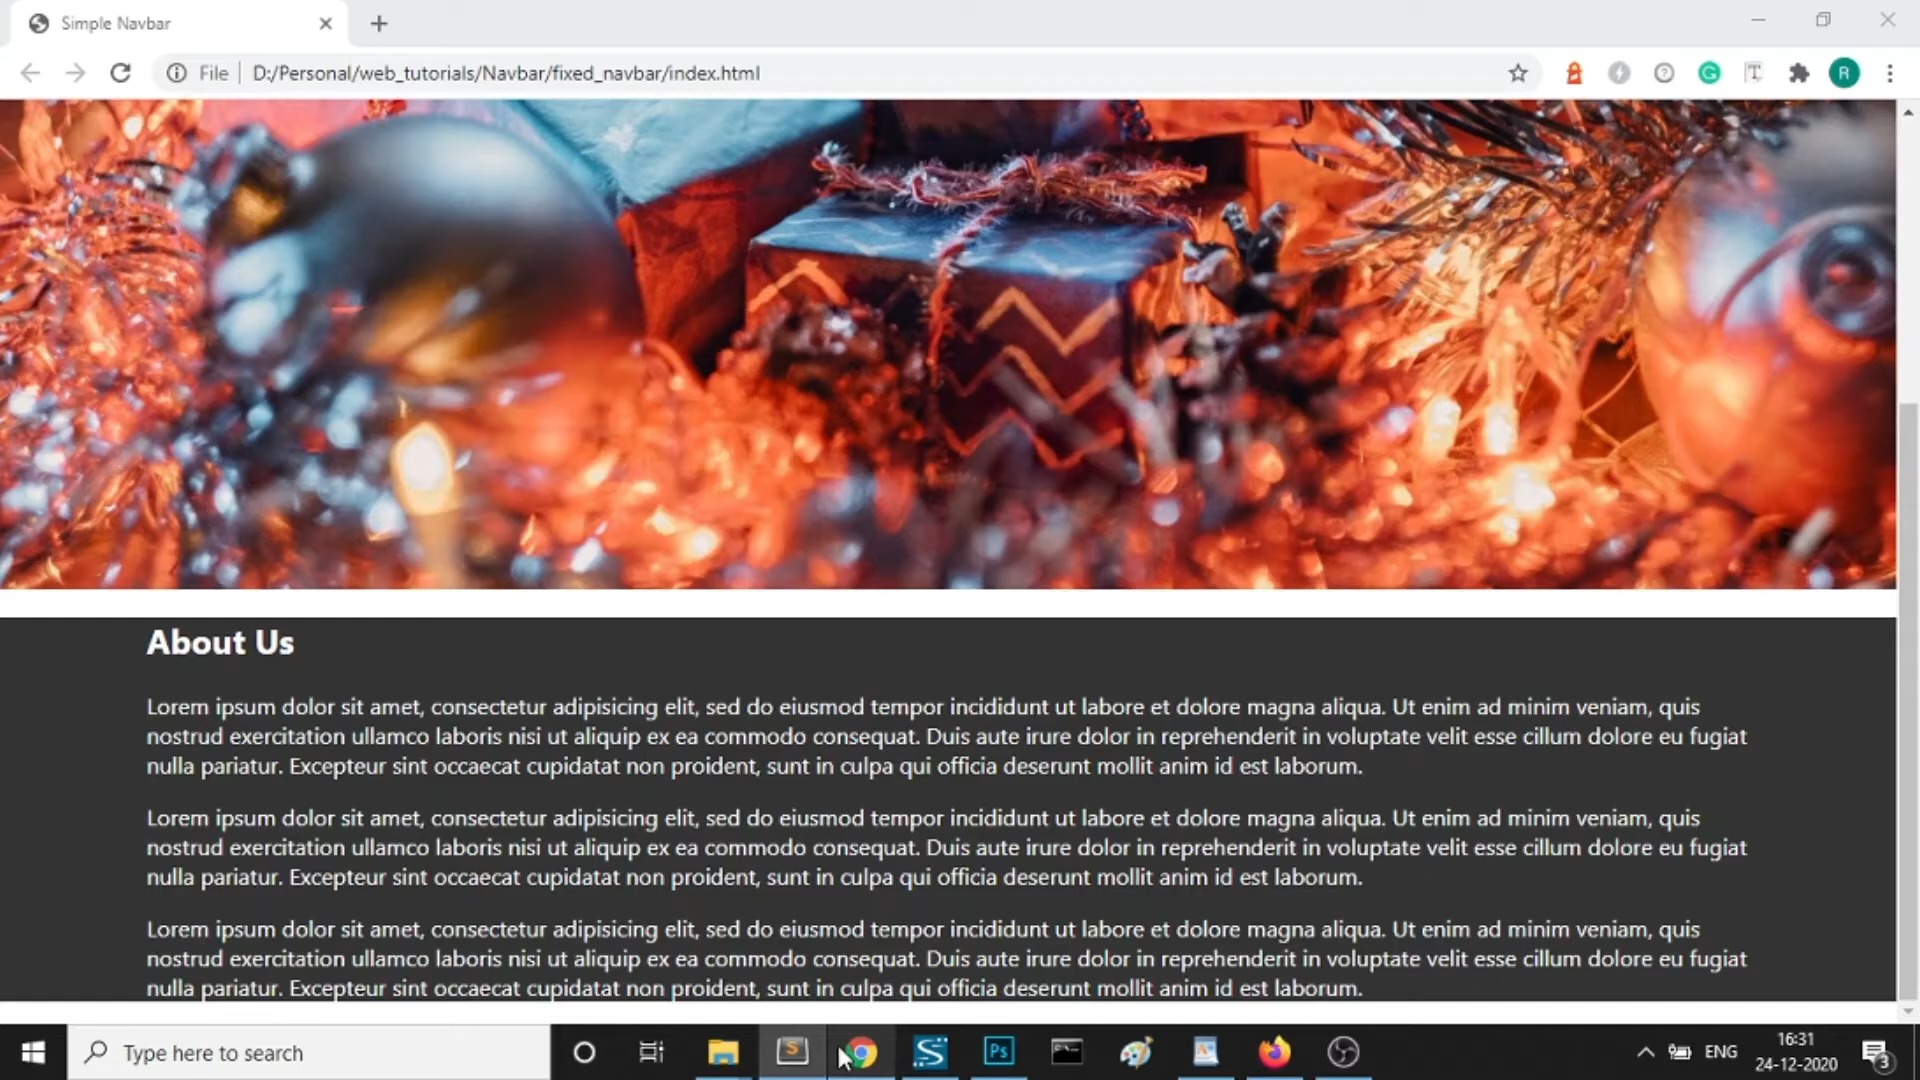 Simple Navbar
File
D:/Personal/web_tutorials/Navbar/fixed_navbar/index.html
R
About Us
Lorem ipsum dolor sit amet, consectetur adipisicing elit, sed do eiusmod tempor incididunt ut labore et dolore magna aliqua. Ut enim ad minim veniam, quis
nostrud exercitation ullamco laboris nisi ut aliquip ex ea commodo consequat. Duis aute irure dolor in reprehenderit in voluptate velit esse cillum dolore eu fugiat
nulla pariatur. Excepteur sint occaecat cupidatat non proident, sunt in culpa qui officia deserunt mollit anim id est laborum.
Lorem ipsum dolor sit amet, consectetur adipisicing elit, sed do eiusmod tempor incididunt ut labore et dolore magna aliqua. Ut enim ad minim veniam, quis
nostrud exercitation ullamco laboris nisi ut aliquip ex ea commodo consequat. Duis aute irure dolor in reprehenderit in voluptate velit esse cillum dolore eu fugiat
nulla pariatur. Excepteur sint occaecat cupidatat non proident, sunt in culpa qui officia deserunt mollit anim id est laborum.
Lorem ipsum dolor sit amet, consectetur adipisicing elit, sed do eiusmod tempor incididunt ut labore et dolore magna aliqua. Ut enim ad minim veniam, quis
nostrud exercitation ullamco laboris nisi ut aliquip ex ea commodo consequat. Duis aute irure dolor in reprehenderit in voluptate velit esse cillum dolore eu fugiat
nulla pariatur. Excepteur sint occaecat cupidatat non proident, sunt in culpa qui officia deserunt mollit anim id est laborum.
Type here to search
Ps
ENG
16:31
24-12-2020
3